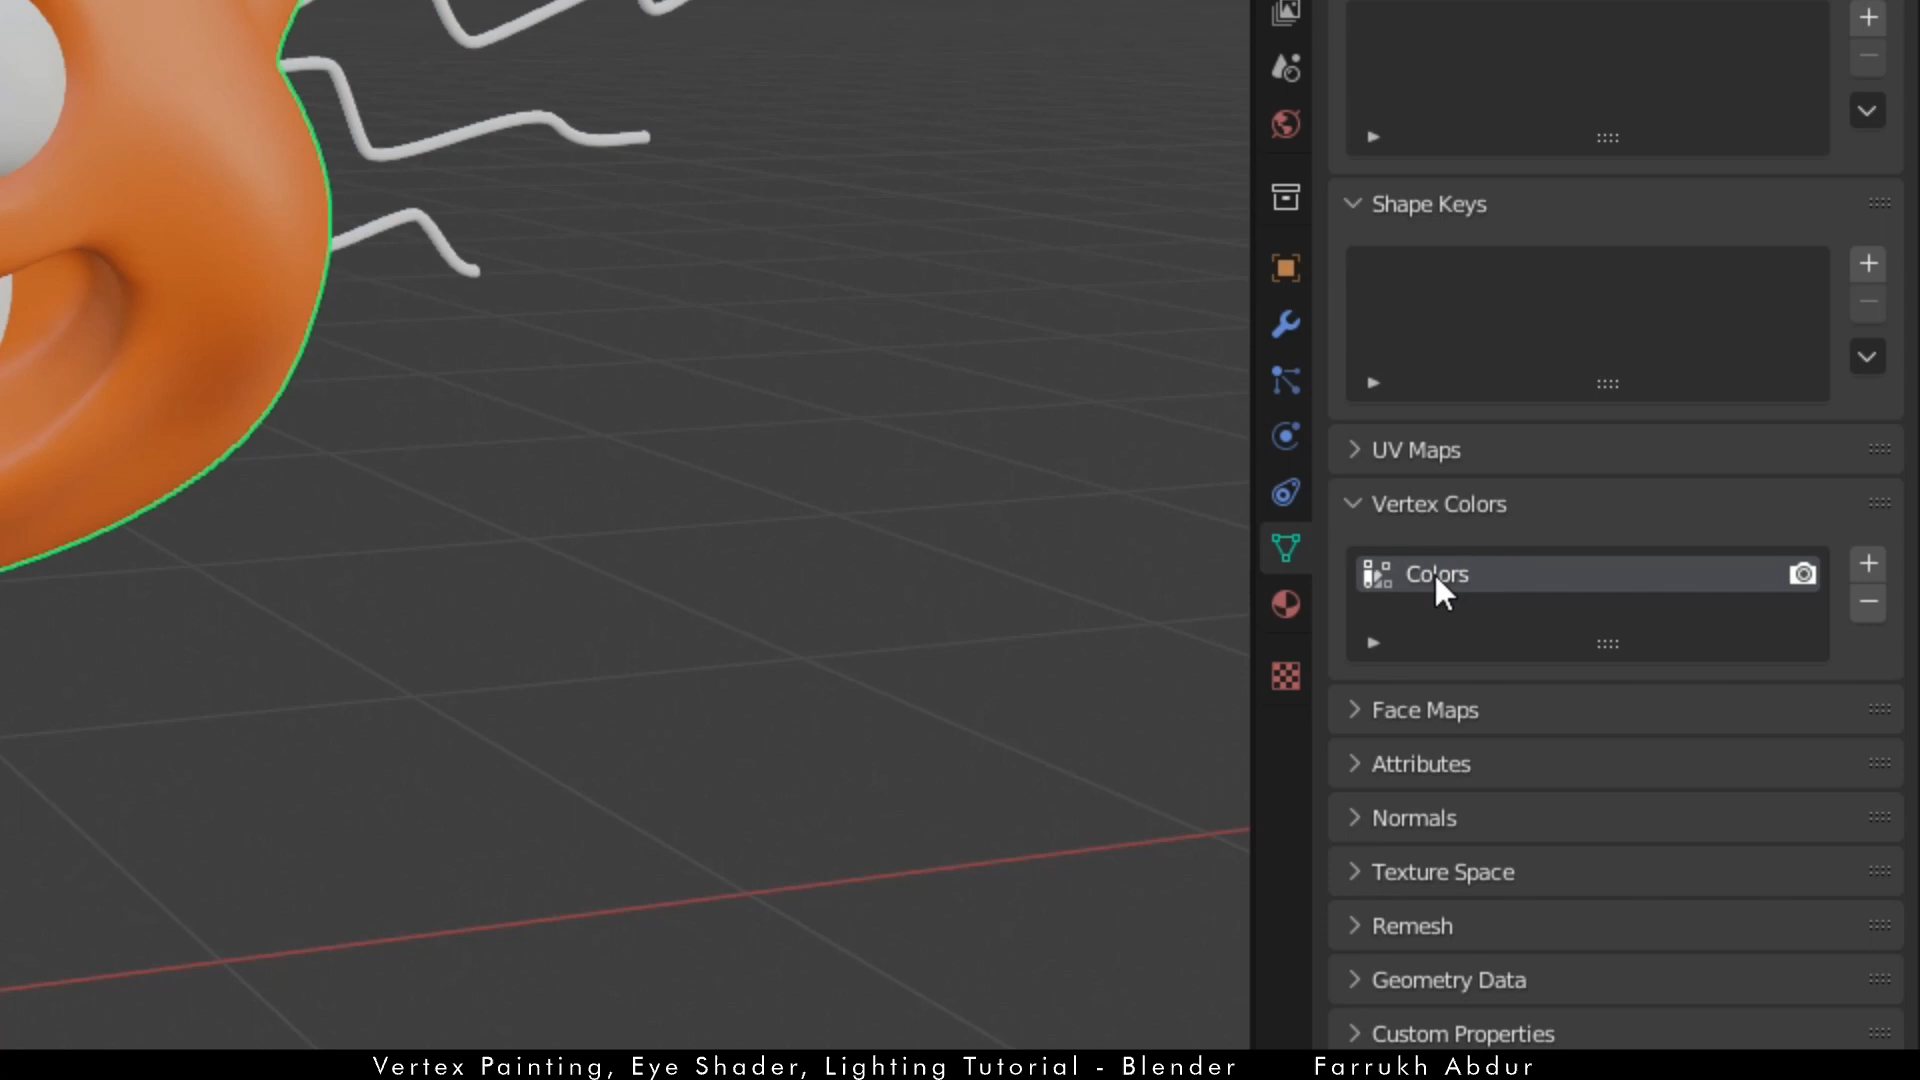 Shape Keys
UV Maps
Vertex Colors
Colors
Face Maps
Attributes
Normals
Texture Space
Remesh
Geometry Data
Custom Properties
Vertex Painting, Eye Shader, Lighting Tutorial - Blender Farrukh Abdur